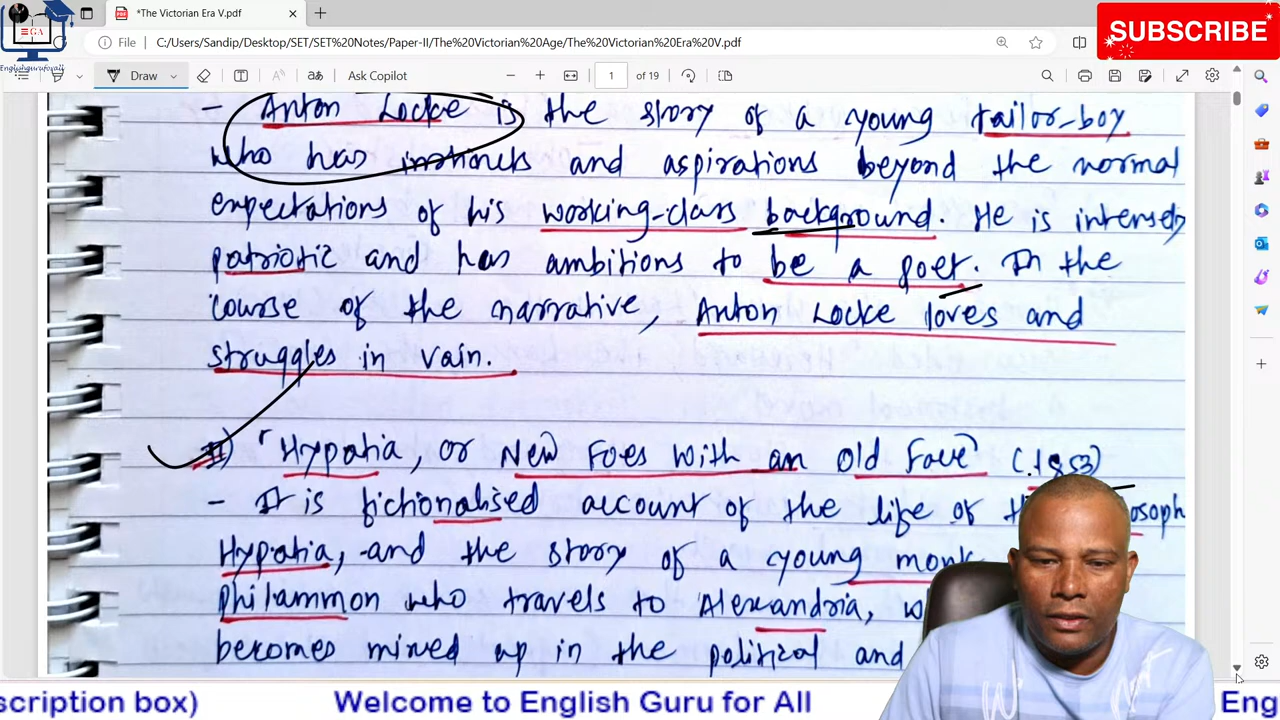 *The Victorian Era V.pdf
File
C:/Users/Sandip/Desktop/SET/SET%20Notes/Paper-II/The%20Victorian%20Age/The%20Victorian%20Era%20V.pdf
SUBSCRIBE
EGA
Englishguruforall
Draw
Ask Copilot
1 of 19
- Anton Locke is the story of a young tailor-boy
who has instincts and aspirations beyond the normal
expectations of his working-class background. He is intensely
patriotic and has ambitions to be a poet. In the
course of the narrative, Anton Locke loves and
struggles in vain.
II) 'Hypatia, or New Foes with an Old Face' (1853)
- It is fictionalised account of the life of
Hypatia, and the story of a young monk
Philammon who travels to Alexandria,
becomes mixed up in the political and
scription box)
Welcome to English Guru for All
Eng